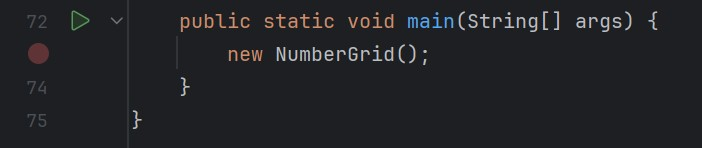 72 public static void main(String[] args) {
new NumberGrid();
74 }
75 }